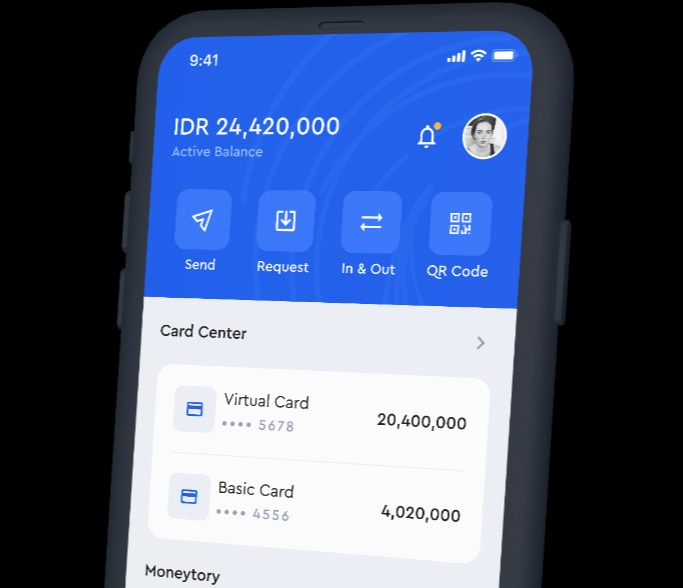 9:41
IDR 24,420,000
Active Balance
Send
Request
In & Out
QR Code
Card Center
Virtual Card
•••• 5678
20,400,000
Basic Card
•••• 4556
4,020,000
Moneytory